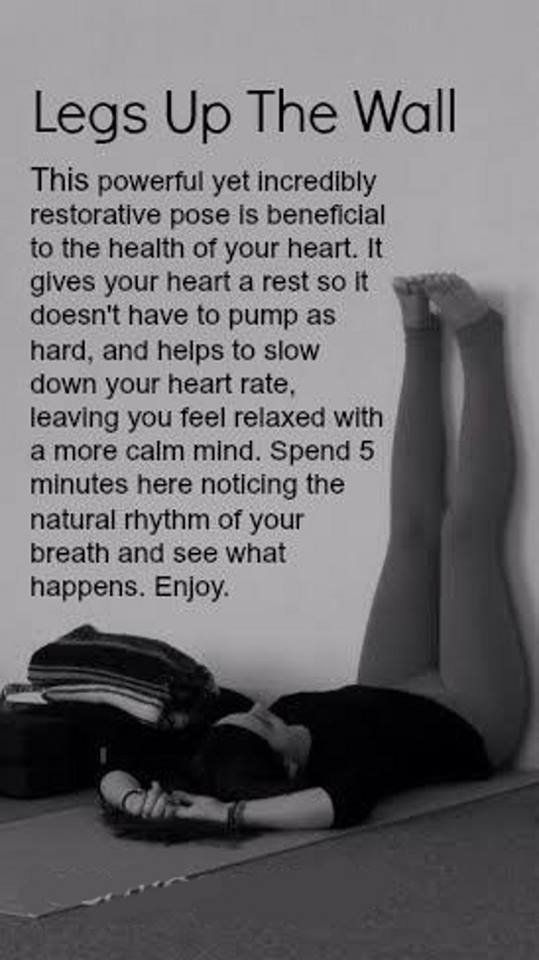 Legs Up The Wall
This powerful yet incredibly
restorative pose is beneficial
to the health of your heart. It
gives your heart a rest so it
doesn't have to pump as
hard, and helps to slow
down your heart rate,
leaving you feel relaxed with
a more calm mind. Spend 5
minutes here noticing the
natural rhythm of your
breath and see what
happens. Enjoy.